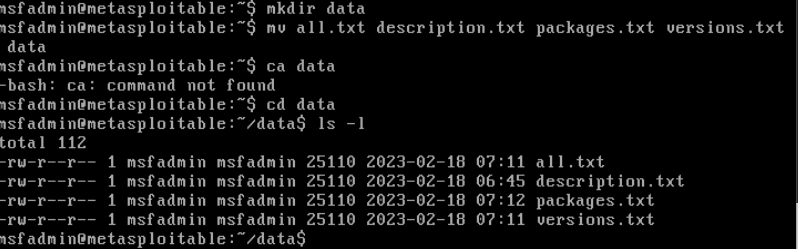 msfadmin@metasploitable:~$ mkdir data
msfadmin@metasploitable:~$ mv all.txt description.txt packages.txt versions.txt
data
msfadmin@metasploitable:~$ ca data
-bash: ca: command not found
msfadmin@metasploitable:~$ cd data
msfadmin@metasploitable:~/data$ ls -l
total 112
-rw-r--r-- 1 msfadmin msfadmin 25110 2023-02-18 07:11 all.txt
-rw-r--r-- 1 msfadmin msfadmin 25110 2023-02-18 06:45 description.txt
-rw-r--r-- 1 msfadmin msfadmin 25110 2023-02-18 07:12 packages.txt
-rw-r--r-- 1 msfadmin msfadmin 25110 2023-02-18 07:11 versions.txt
msfadmin@metasploitable:~/data$